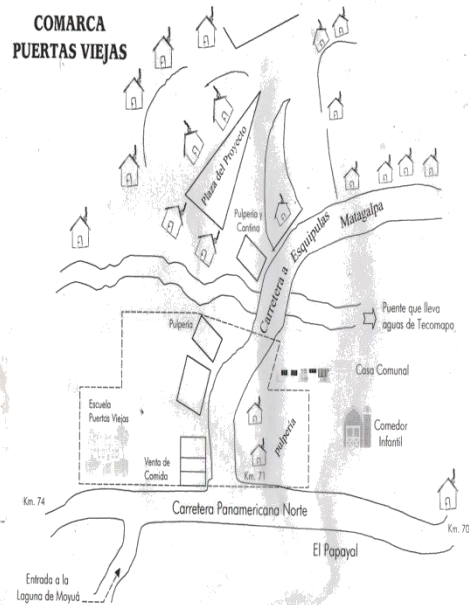 COMARCA
PUERTAS VIEJAS
Plaza del Proyecto
Pulpería y
Cantina
Carretera a Esquipulas Matagalpa
Puente que lleva
aguas de Tecomapa
Pulpería
Casa Comunal
Escuela
Puertas Viejas
pulpería
Comedor
Infantil
Venta de
Comida
Km. 71
Km. 74
Carretera Panamericana Norte
Km. 70
El Papayal
Entrada a la
Laguna de Moyuá